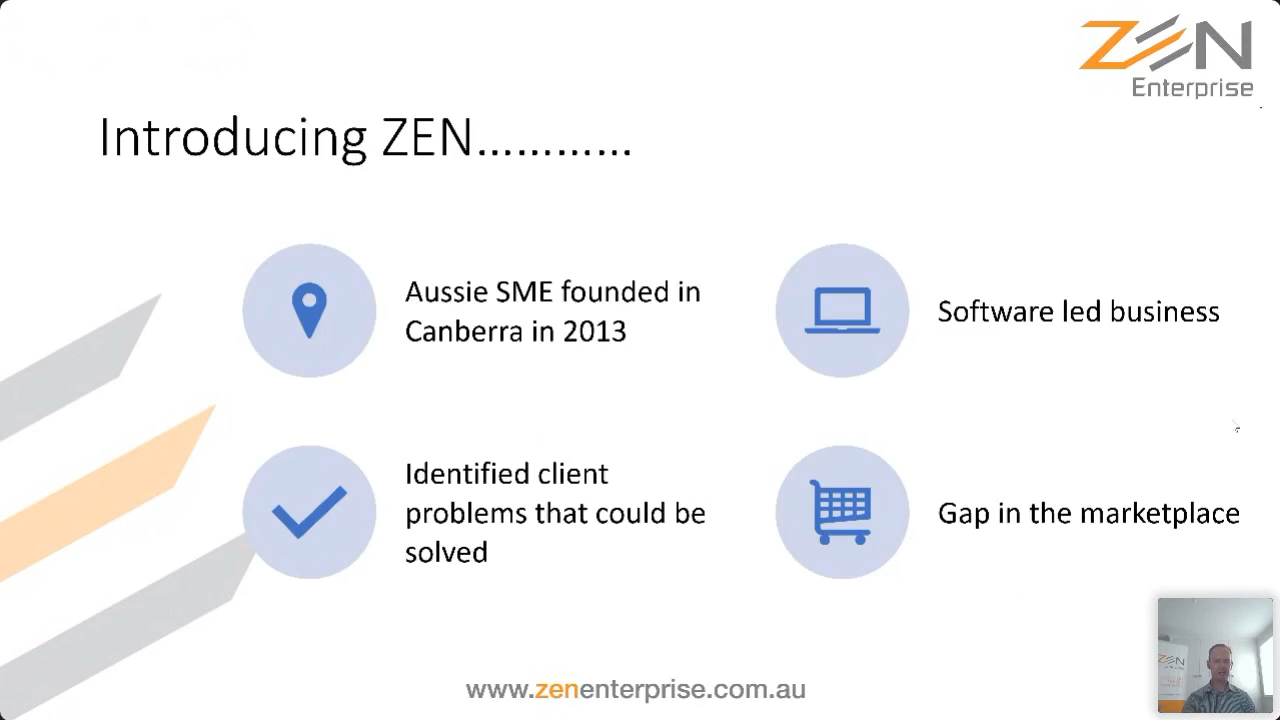 ZEN
Enterprise
Introducing ZEN............
Aussie SME founded in
Canberra in 2013
Software led business
Identified client
problems that could be
solved
Gap in the marketplace
ZEN
www.zenenterprise.com.au